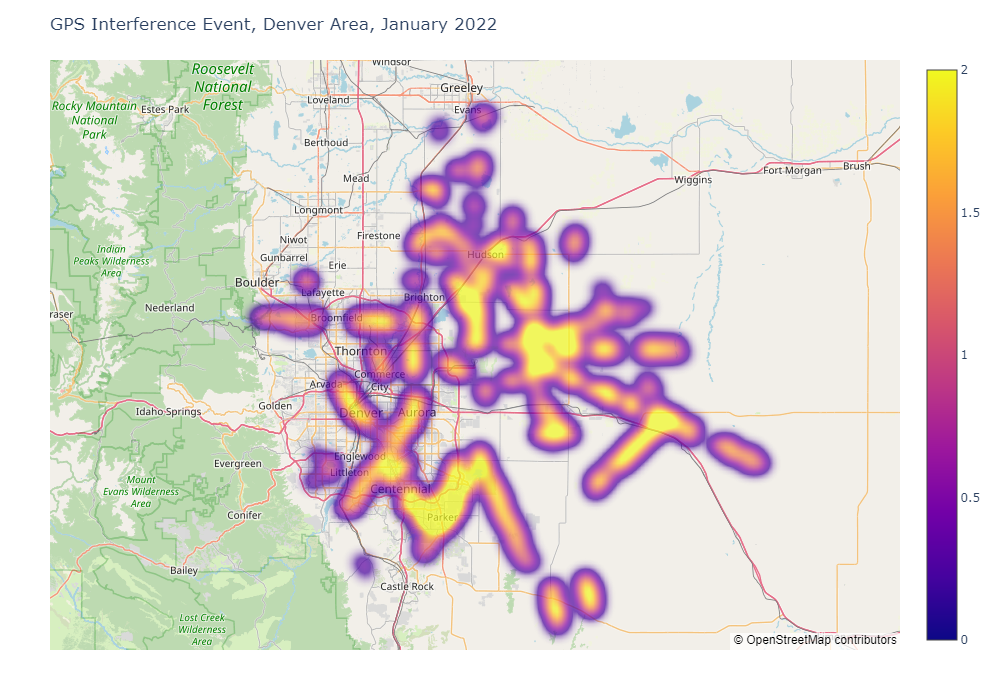 GPS Interference Event, Denver Area, January 2022
Windsor
Roosevelt
National
Forest
Greeley
Loveland
Rocky Mountain
National
Park
Estes Park
Evans
Berthoud
Wiggins
Fort Morgan
Brush
Mead
Longmont
Niwot
Firestone
Indian
Peaks Wilderness
Area
Gunbarrel
Erie
Hudson
Boulder
Lafayette
Brighton
Nederland
raser
Broomfield
Thornton
Commerce
City
Arvada
Idaho Springs
Golden
Denver
Aurora
Evergreen
Englewood
Littleton
Mount
Evans Wilderness
Area
Centennial
Conifer
Parker
Bailey
Castle Rock
Lost Creek
Wilderness
Area
© OpenStreetMap contributors
2
1.5
1
0.5
0